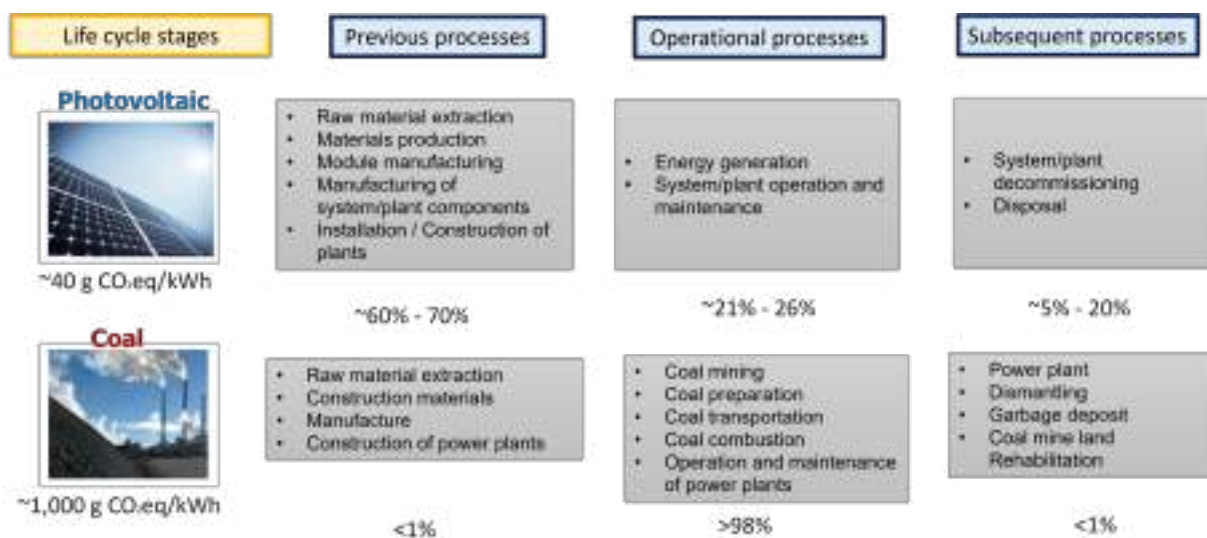 Life cycle stages
Previous processes
Operational processes
Subsequent processes
Photovoltaic
~40 g CO₂eq/kWh
• Raw material extraction
• Materials production
• Module manufacturing
• Manufacturing of
system/plant components
• Installation / Construction of
plants
~60% - 70%
• Energy generation
• System/plant operation and
maintenance
~21% - 26%
• System/plant
decommissioning
• Disposal
~5% - 20%
Coal
~1,000 g CO₂eq/kWh
• Raw material extraction
• Construction materials
• Manufacture
• Construction of power plants
<1%
• Coal mining
• Coal preparation
• Coal transportation
• Coal combustion
• Operation and maintenance
of power plants
>98%
• Power plant
• Dismantling
• Garbage deposit
• Coal mine land
Rehabilitation
<1%